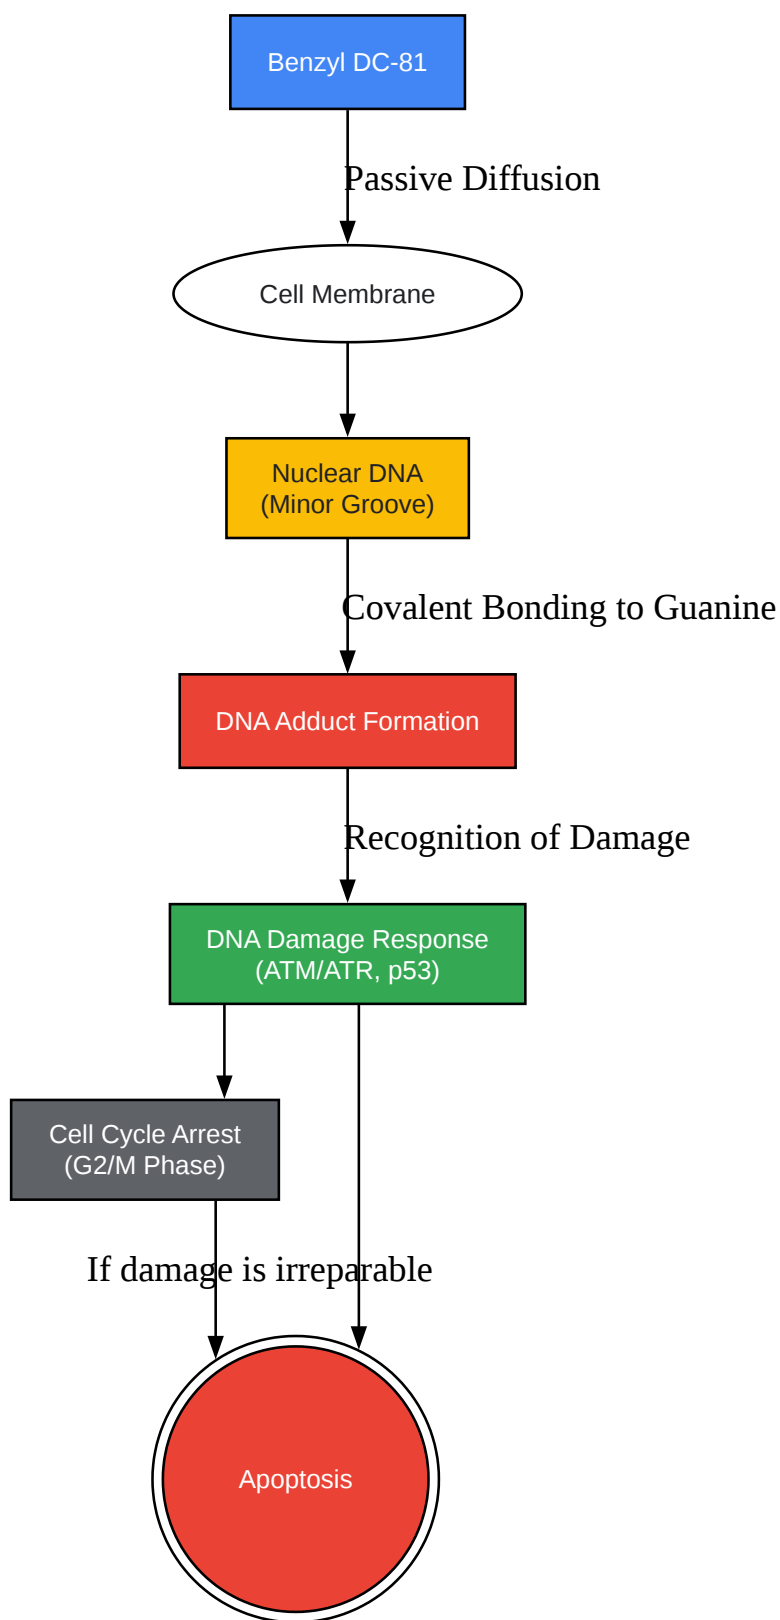 Benzyl DC-81
Passive Diffusion
Cell Membrane
Nuclear DNA
(Minor Groove)
Covalent Bonding to Guanine
DNA Adduct Formation
Recognition of Damage
DNA Damage Response
(ATM/ATR, p53)
Cell Cycle Arrest
(G2/M Phase)
If damage is irreparable
Apoptosis